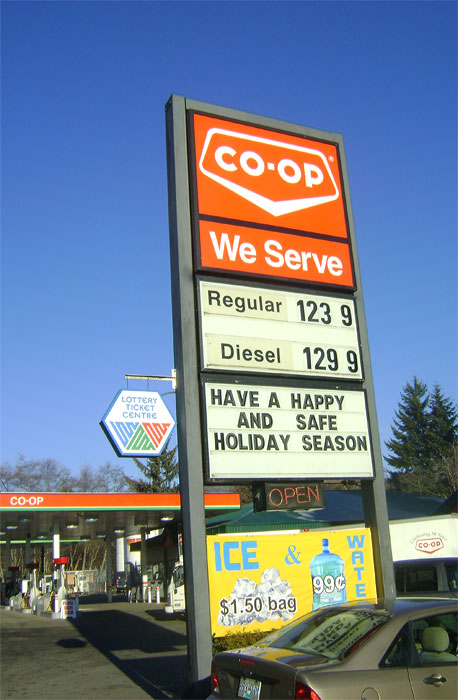 CO-OP
We Serve
Regular 123 9
Diesel 129 9
HAVE A HAPPY
AND SAFE
HOLIDAY SEASON
LOTTERY
TICKET
CENTRE
OPEN
CO-OP
ICE & WATE
99¢
$1.50 bag
CO-OP